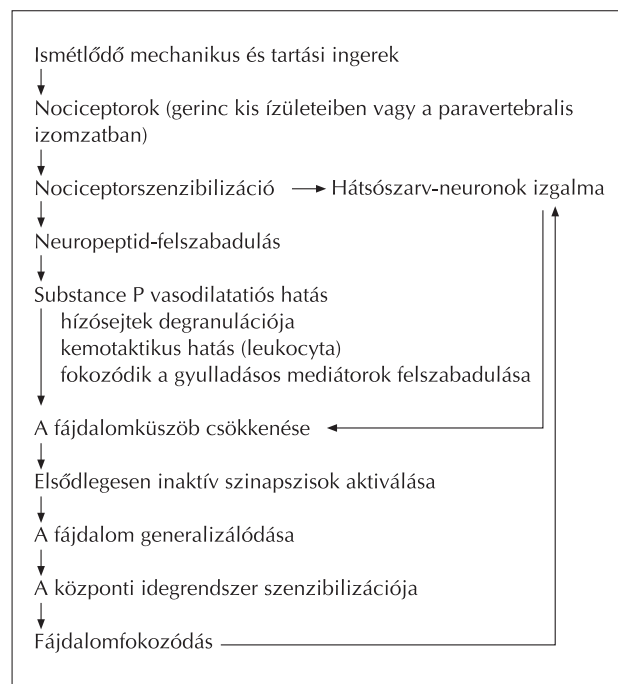 Ismétlődő mechanikus és tartási ingerek
Nociceptorok (gerinc kis ízületeiben vagy a paravertebralis
izomzatban)
Nociceptorszenzibilizáció
Hátsószarv-neuronok izgalma
Neuropeptid-felszabadulás
Substance P vasodilatatiós hatás
hízósejtek degranulációja
kemotaktikus hatás (leukocyta)
fokozódik a gyulladásos mediátorok felszabadulása
A fájdalomküszöb csökkenése
Elsődlegesen inaktív szinapszisok aktiválása
A fájdalom generalizálódása
A központi idegrendszer szenzibilizációja
Fájdalomfokozódás